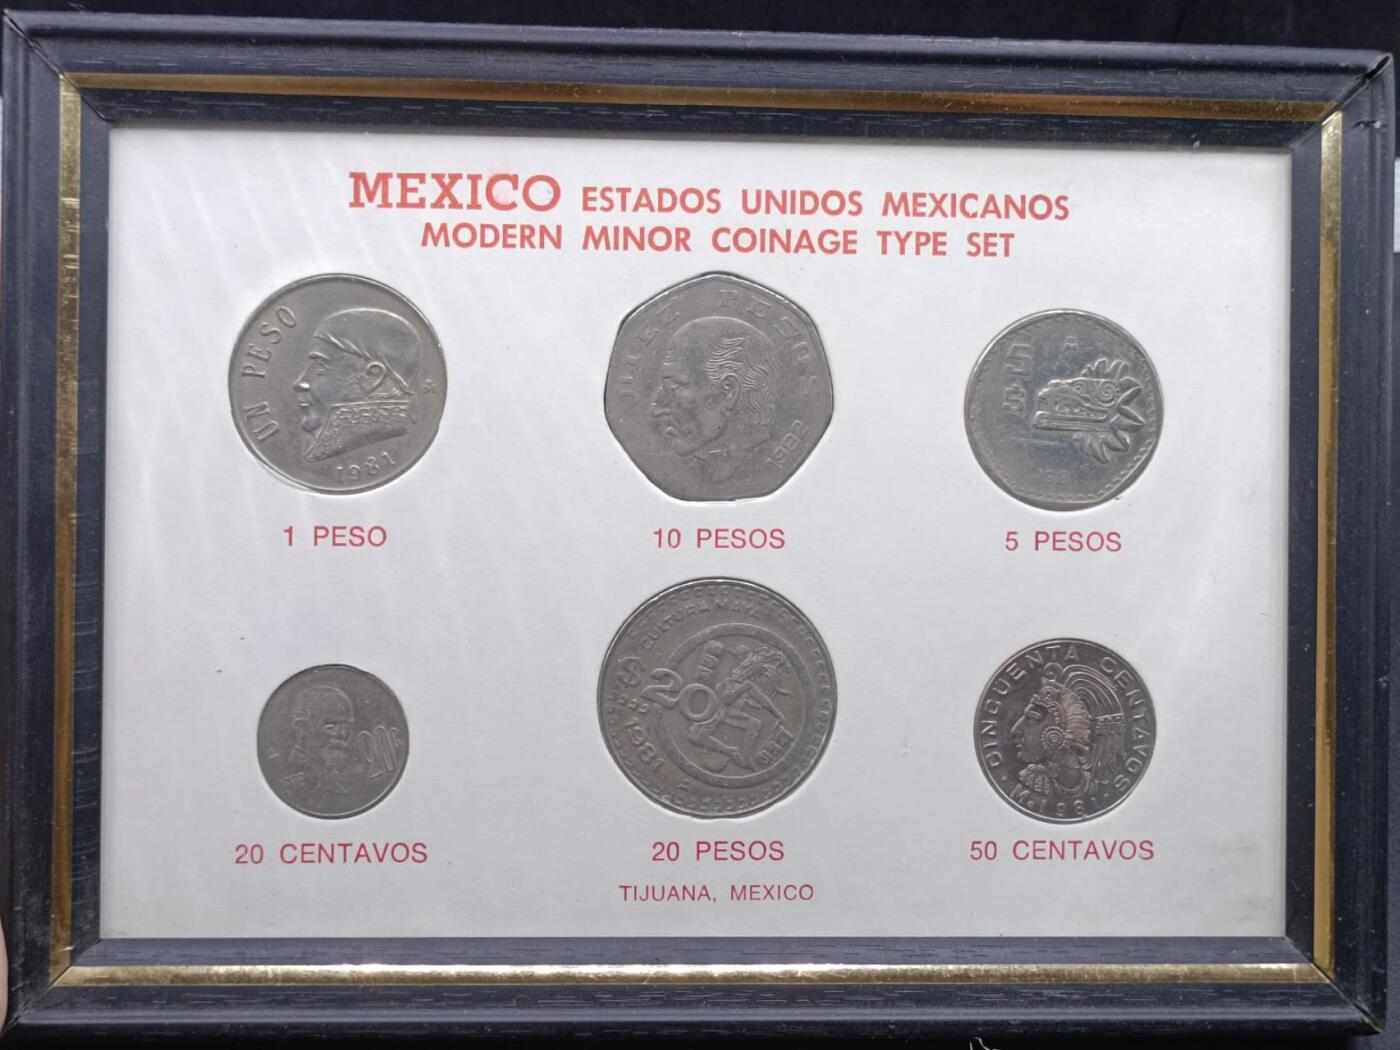 MEXICO ESTADOS UNIDOS MEXICANOS
MODERN MINOR COINAGE TYPE SET
UN PESO
1981
DIEZ PESOS
1982
$5
1981
1 PESO
10 PESOS
5 PESOS
20¢
CULTURA MAYA
$20
1981
CINCUENTA CENTAVOS
M·1981
20 CENTAVOS
20 PESOS
50 CENTAVOS
TIJUANA, MEXICO